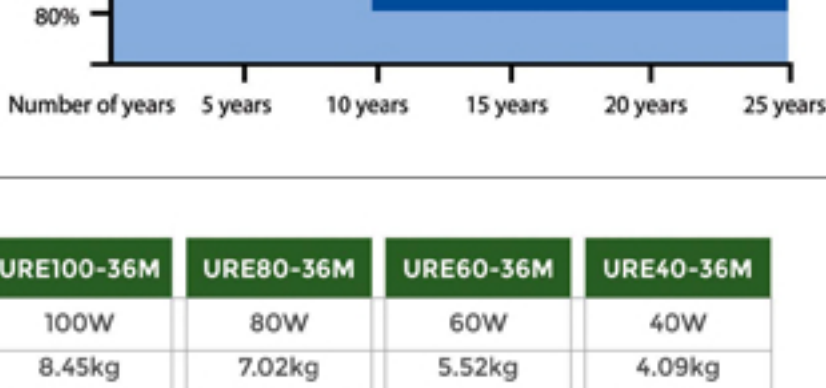 80%
Number of years 5 years 10 years 15 years 20 years 25 years
URE100-36M URE80-36M URE60-36M URE40-36M
100W 80W 60W 40W
8.45kg 7.02kg 5.52kg 4.09kg